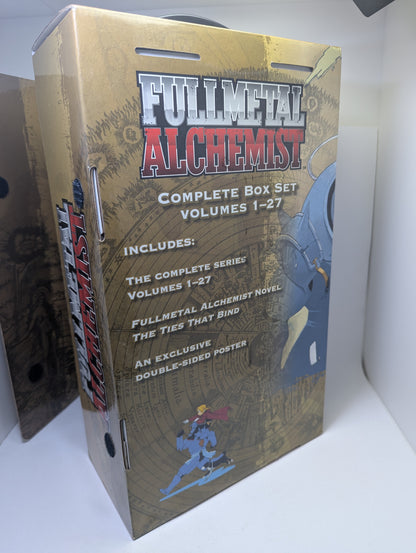 FULLMETAL
ALCHEMIST
COMPLETE BOX SET
VOLUMES 1–27
INCLUDES:
THE COMPLETE SERIES
VOLUMES 1–27
FULLMETAL ALCHEMIST NOVEL
THE TIES THAT BIND
AN EXCLUSIVE
DOUBLE-SIDED POSTER
FULLMETAL
ALCHEMIST